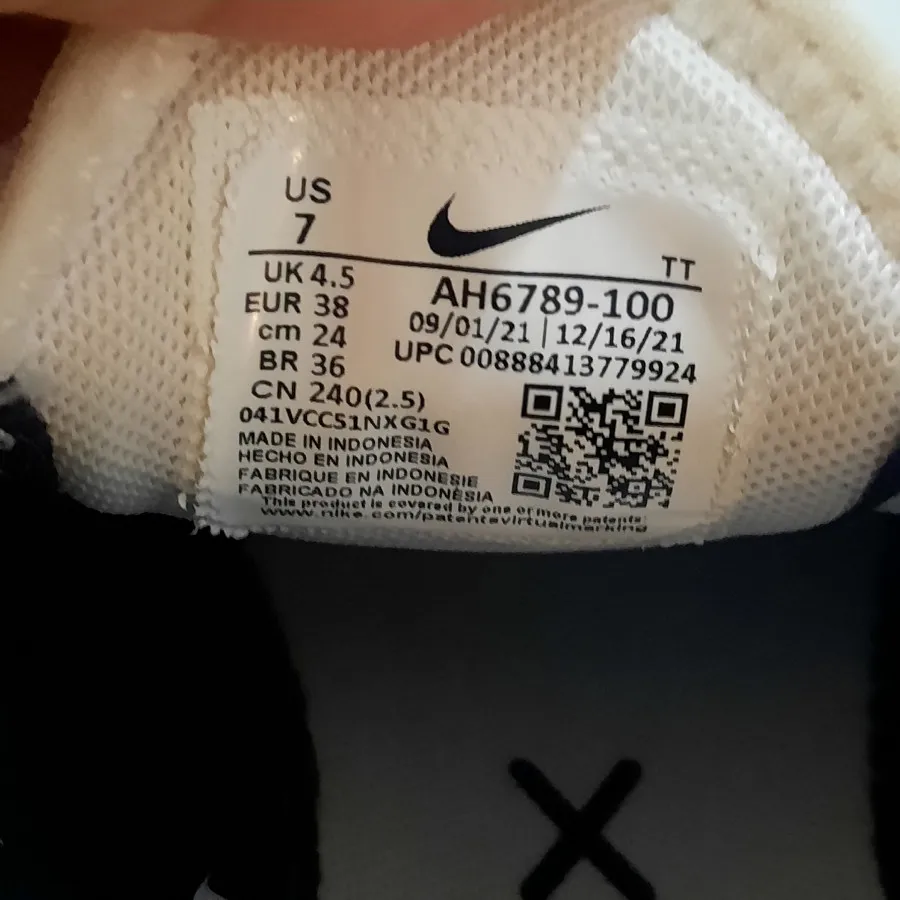 US
7
TT
UK 4.5
EUR 38
cm 24
BR 36
CN 240(2.5)
AH6789-100
09/01/21 | 12/16/21
UPC 00888413779924
041VCCS1NXG1G
MADE IN INDONESIA
HECHO EN INDONESIA
FABRIQUE EN INDONESIE
FABRICADO NA INDONÉSIA
This product is covered by one or more patents:
www.nike.com/patentsvirtualmarking
X